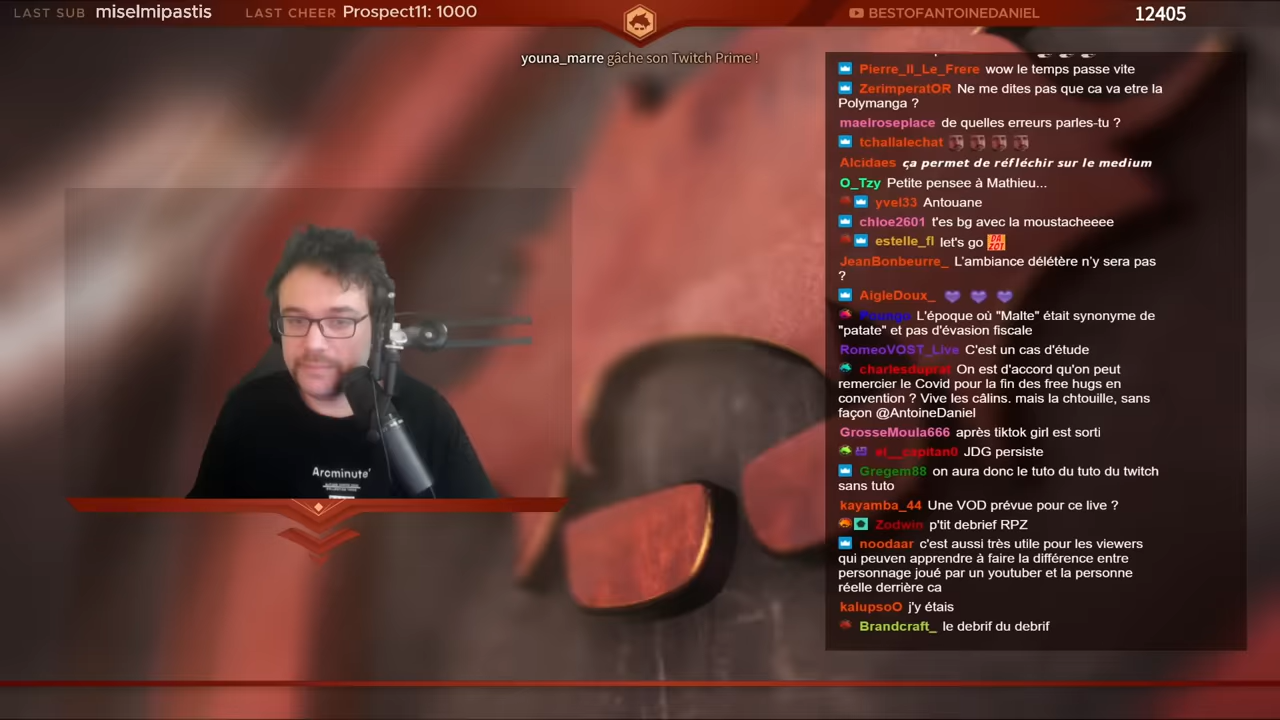 LAST SUB miselmipastis LAST CHEER Prospect11: 1000 BESTOFANTOINEDANIEL 12405
youna_marre gâche son Twitch Prime !
Pierre_II_Le_Frere wow le temps passe vite
ZerimperatOR Ne me dites pas que ca va etre la
Polymanga ?
maelroseplace de quelles erreurs parles-tu ?
tchallalechat
Alcidaes ça permet de réfléchir sur le medium
O_Tzy Petite pensee à Mathieu...
yvel33 Antouane
chloe2601 t'es bg avec la moustacheeee
estelle_fl let's go
JeanBonbeurre_ L'ambiance délétère n'y sera pas
?
AigleDoux_
L'époque où "Malte" était synonyme de
"patate" et pas d'évasion fiscale
RomeoVOST_Live C'est un cas d'étude
charlesduprat On est d'accord qu'on peut
remercier le Covid pour la fin des free hugs en
convention ? Vive les câlins. mais la chtouille, sans
façon @AntoineDaniel
GrosseMoula666 après tiktok girl est sorti
el__capitan0 JDG persiste
Gregem88 on aura donc le tuto du tuto du twitch
sans tuto
kayamba_44 Une VOD prévue pour ce live ?
Zodwin p'tit debrief RPZ
noodaar c'est aussi très utile pour les viewers
qui peuven apprendre à faire la différence entre
personnage joué par un youtuber et la personne
réelle derrière ca
kalupsoO j'y étais
Brandcraft_ le debrif du debrif
Arcminute